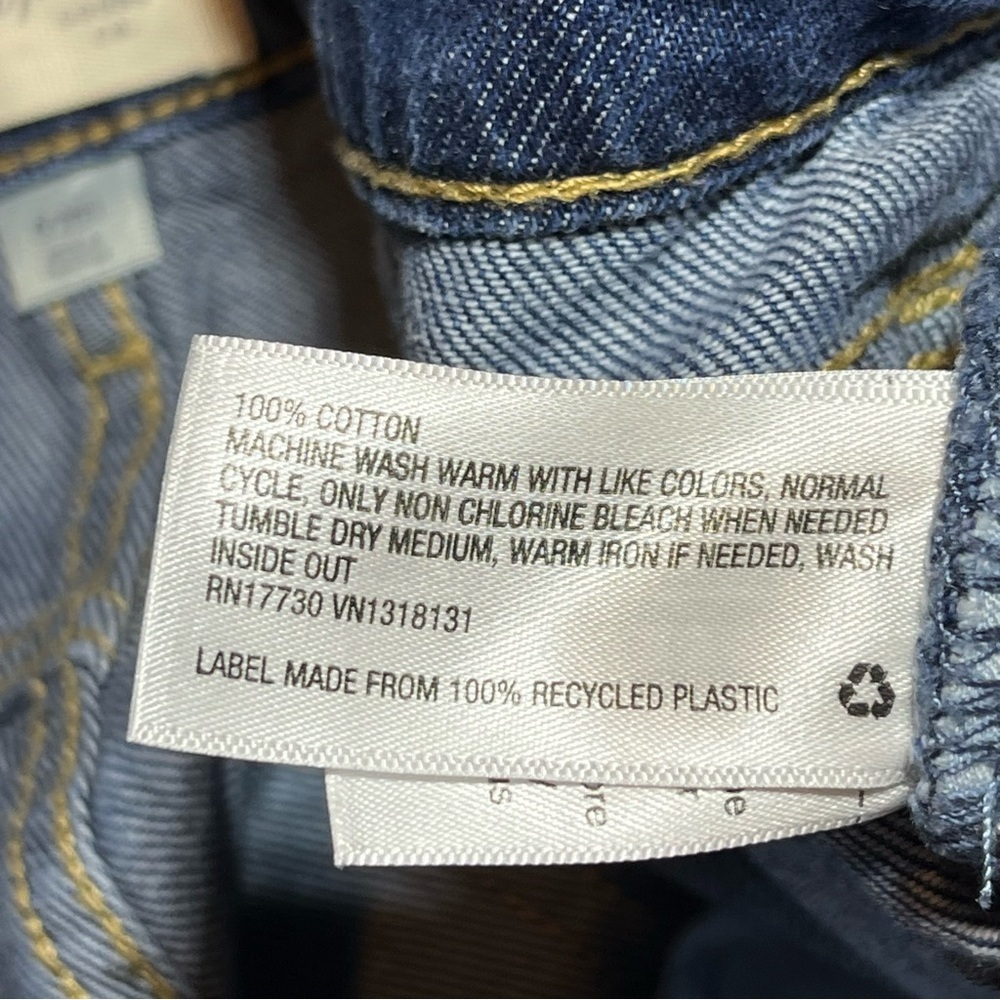 100% COTTON
MACHINE WASH WARM WITH LIKE COLORS, NORMAL
CYCLE, ONLY NON CHLORINE BLEACH WHEN NEEDED
TUMBLE DRY MEDIUM, WARM IRON IF NEEDED, WASH
INSIDE OUT
RN17730 VN1318131
LABEL MADE FROM 100% RECYCLED PLASTIC